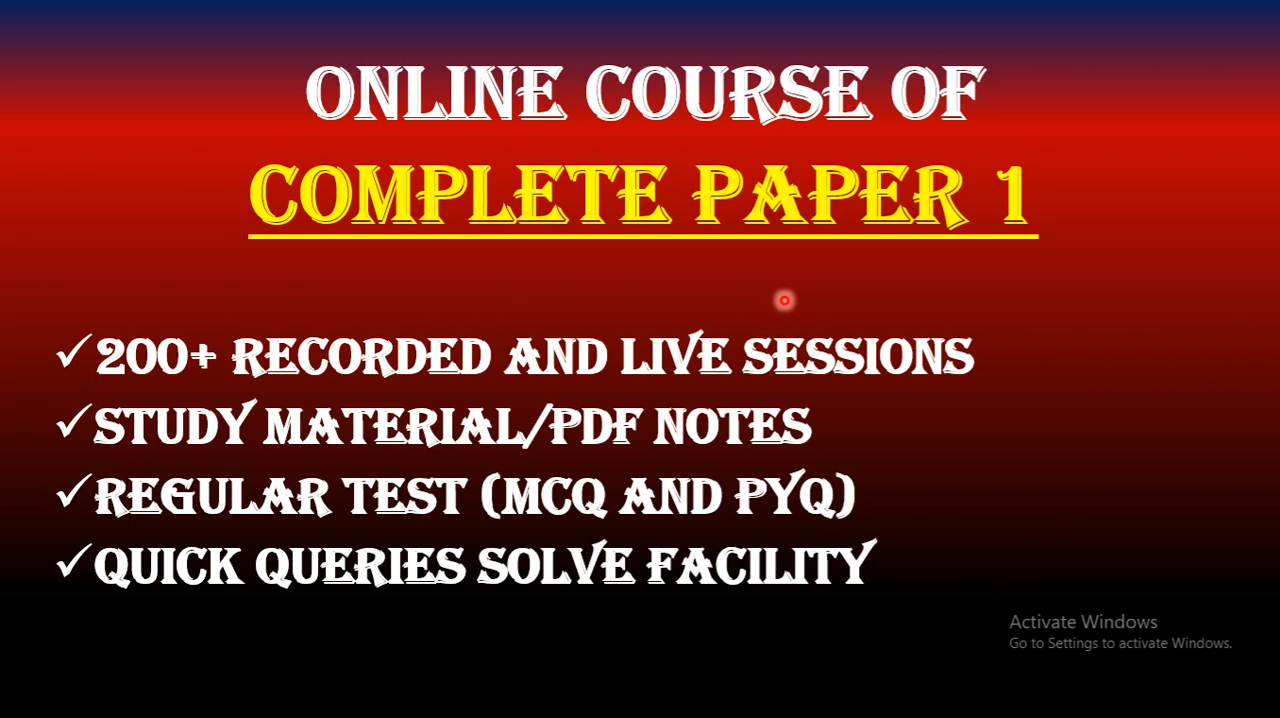 ONLINE COURSE OF
COMPLETE PAPER 1
✓200+ RECORDED AND LIVE SESSIONS
✓STUDY MATERIAL/PDF NOTES
✓REGULAR TEST (MCQ AND PYQ)
✓QUICK QUERIES SOLVE FACILITY
Activate Windows
Go to Settings to activate Windows.